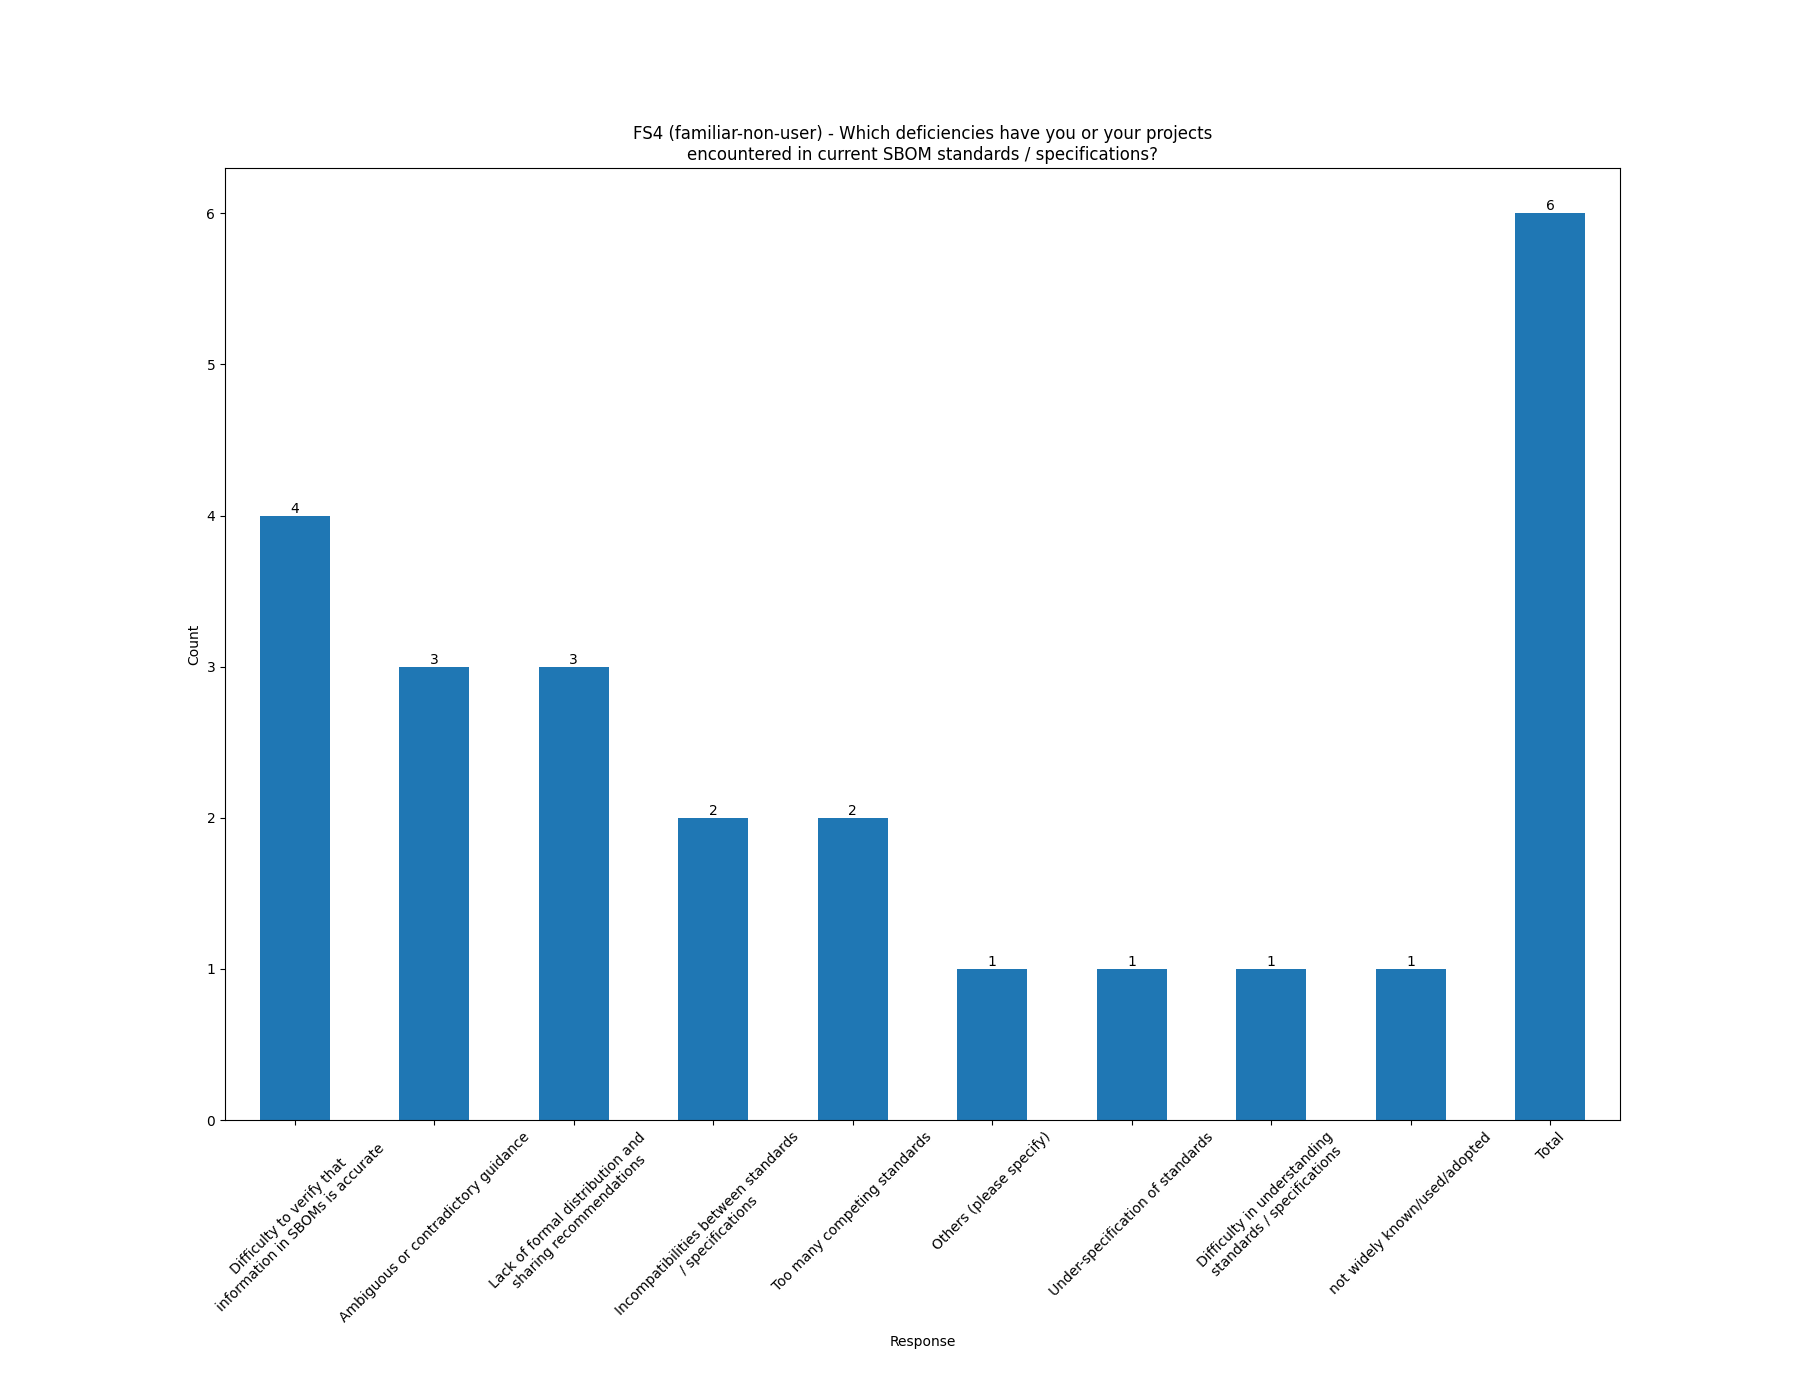 FS4 (familiar-non-user) - Which deficiencies have you or your projects
encountered in current SBOM standards / specifications?
6
5
4
3
2
1
0
Count
4
3
3
2
2
1
1
1
1
6
Difficulty to verify that
information in SBOMs is accurate
Ambiguous or contradictory guidance
Lack of formal distribution and
sharing recommendations
Incompatibilities between standards
/ specifications
Too many competing standards
Others (please specify)
Under-specification of standards
Difficulty in understanding
standards / specifications
not widely known/used/adopted
Total
Response